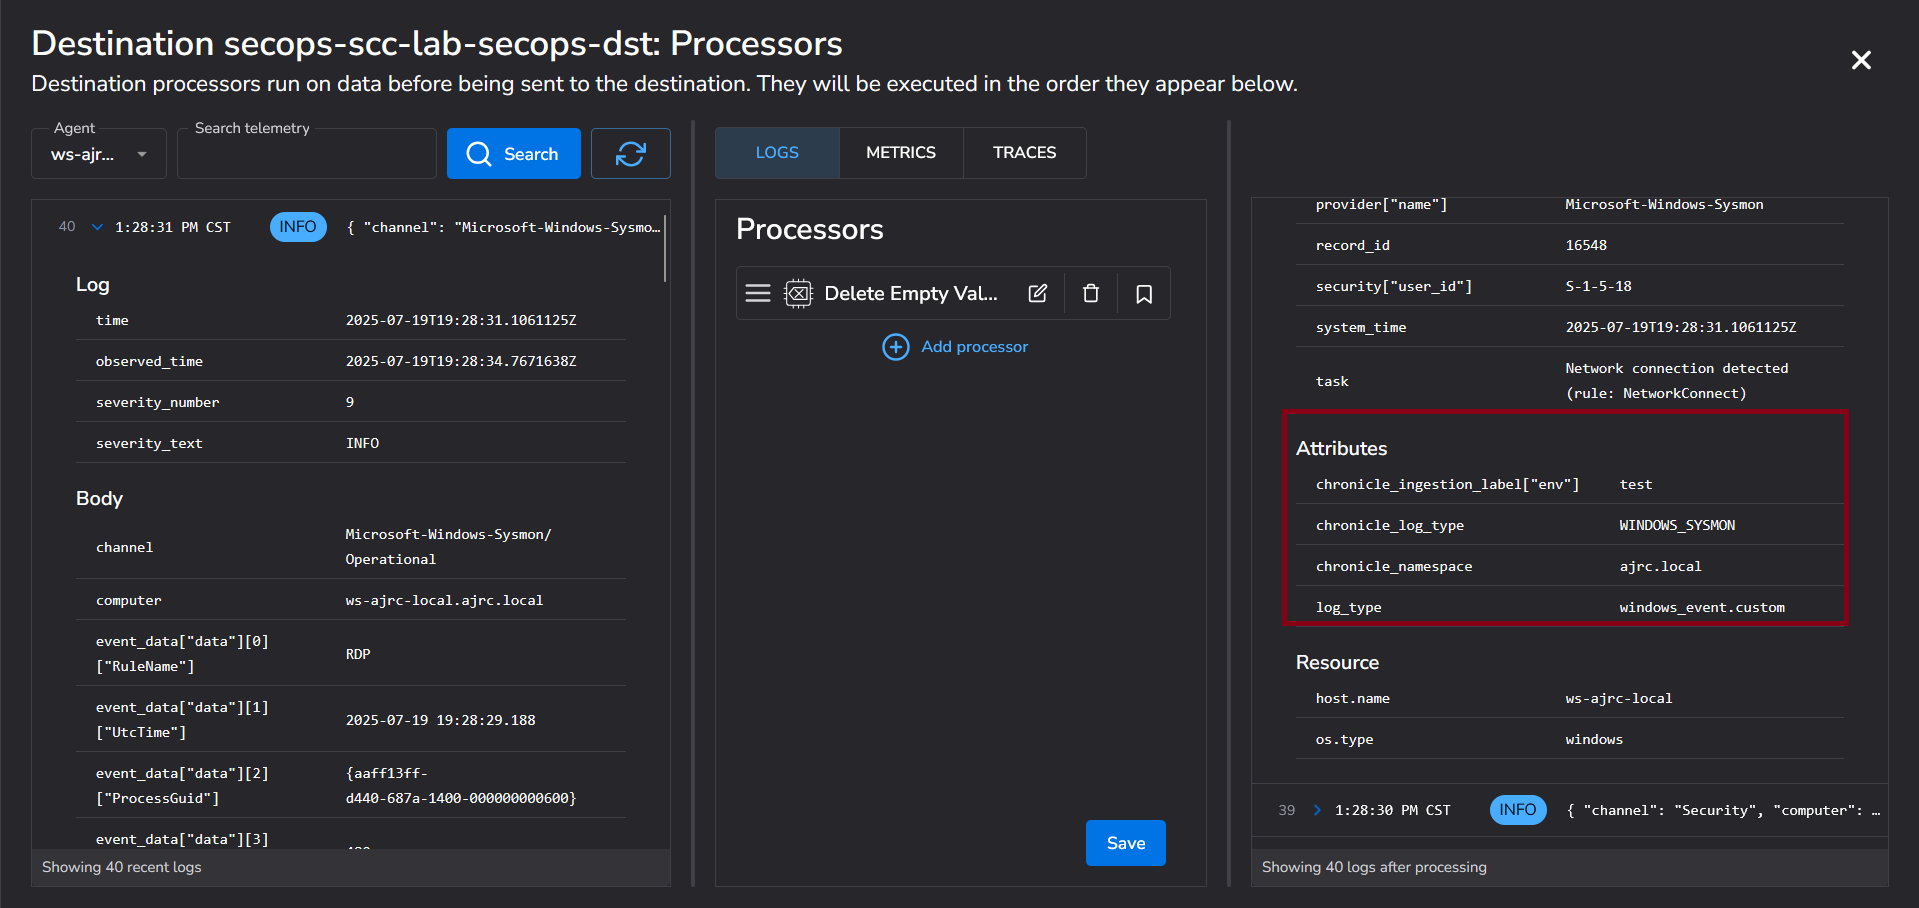 Destination secops-scc-lab-secops-dst: Processors
Destination processors run on data before being sent to the destination. They will be executed in the order they appear below.
Agent
ws-ajr...
Search telemetry
Search
40 1:28:31 PM CST INFO { "channel": "Microsoft-Windows-Sysmo…
Log
time 2025-07-19T19:28:31.1061125Z
observed_time 2025-07-19T19:28:34.7671638Z
severity_number 9
severity_text INFO
Body
channel Microsoft-Windows-Sysmon/
Operational
computer ws-ajrc-local.ajrc.local
event_data["data"][0]
["RuleName"] RDP
event_data["data"][1]
["UtcTime"] 2025-07-19 19:28:29.188
event_data["data"][2] {aaff13ff-
["ProcessGuid"] d440-687a-1400-000000000600}
event_data["data"][3]
Showing 40 recent logs
LOGS METRICS TRACES
Processors
Delete Empty Val...
Add processor
Save
provider["name"] Microsoft-Windows-Sysmon
record_id 16548
security["user_id"] S-1-5-18
system_time 2025-07-19T19:28:31.1061125Z
task Network connection detected
(rule: NetworkConnect)
Attributes
chronicle_ingestion_label["env"] test
chronicle_log_type WINDOWS_SYSMON
chronicle_namespace ajrc.local
log_type windows_event.custom
Resource
host.name ws-ajrc-local
os.type windows
39 1:28:30 PM CST INFO { "channel": "Security", "computer": …
Showing 40 logs after processing